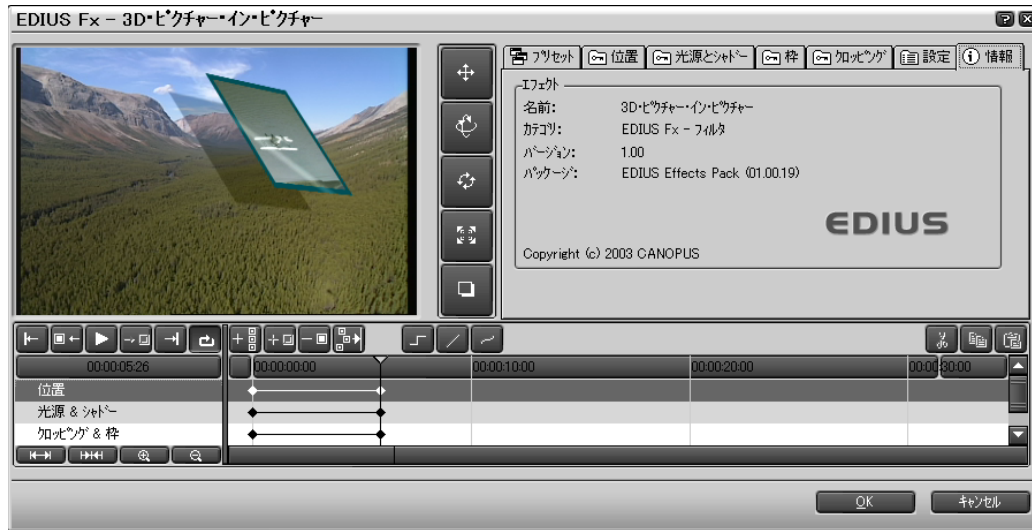 EDIUS Fx - 3D・ピクチャー・イン・ピクチャー
プリセット 位置 光源とシャドー 枠 クロッピング 設定 情報
エフェクト
名前: 3D・ピクチャー・イン・ピクチャー
カテゴリ: EDIUS Fx - フィルタ
バージョン: 1.00
パッケージ: EDIUS Effects Pack (01.00.19)
EDIUS
Copyright (c) 2003 CANOPUS
00:00:05:26 00:00:00:00 00:00:10:00 00:00:20:00 00:00:30:00
位置
光源 & シャドー
クロッピング & 枠
OK キャンセル